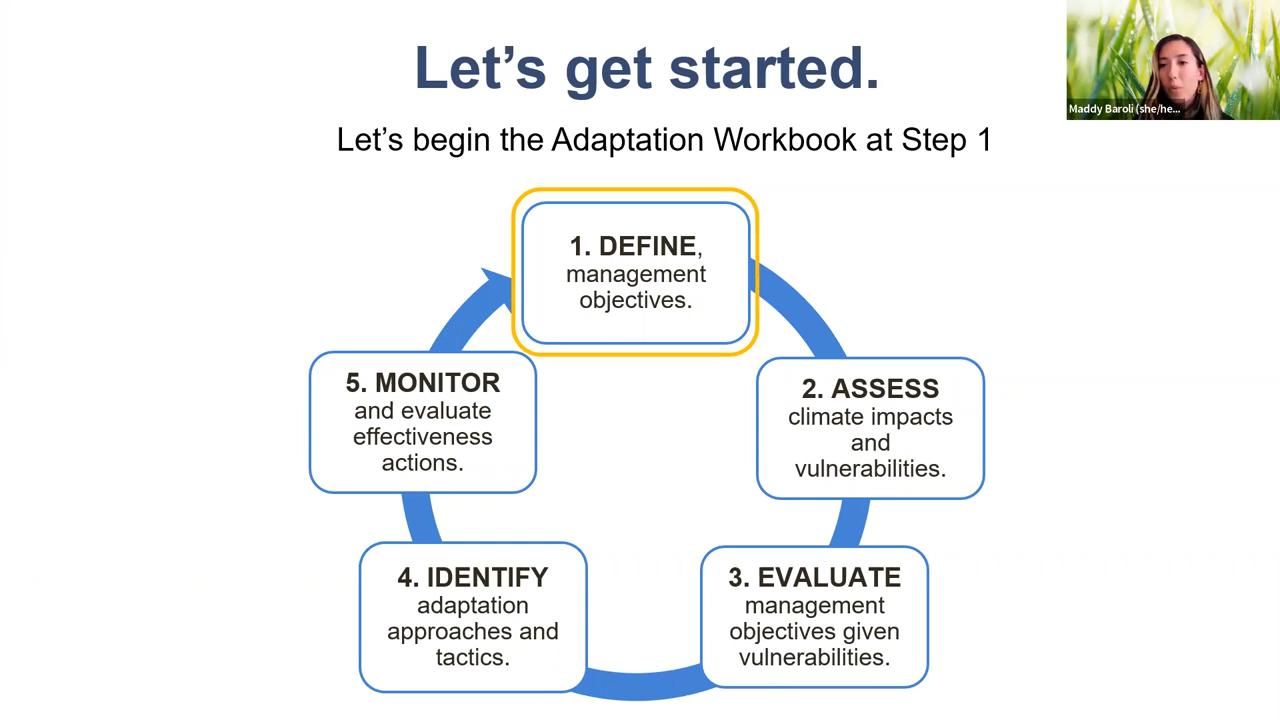 Let's get started.
Maddy Baroli (she/he...
Let's begin the Adaptation Workbook at Step 1
1. DEFINE,
management
objectives.
2. ASSESS
climate impacts
and
vulnerabilities.
3. EVALUATE
management
objectives given
vulnerabilities.
4. IDENTIFY
adaptation
approaches and
tactics.
5. MONITOR
and evaluate
effectiveness
actions.